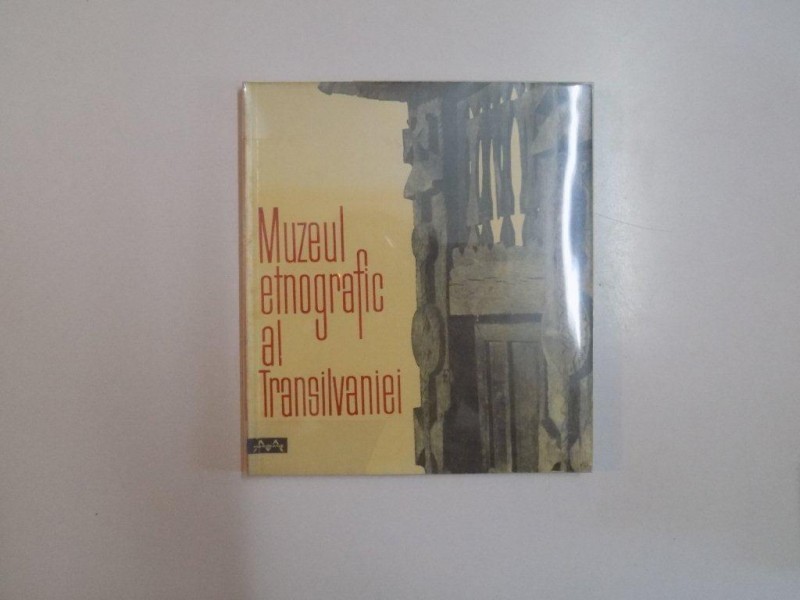 Muzeul
etnografic
al
Transilvaniei